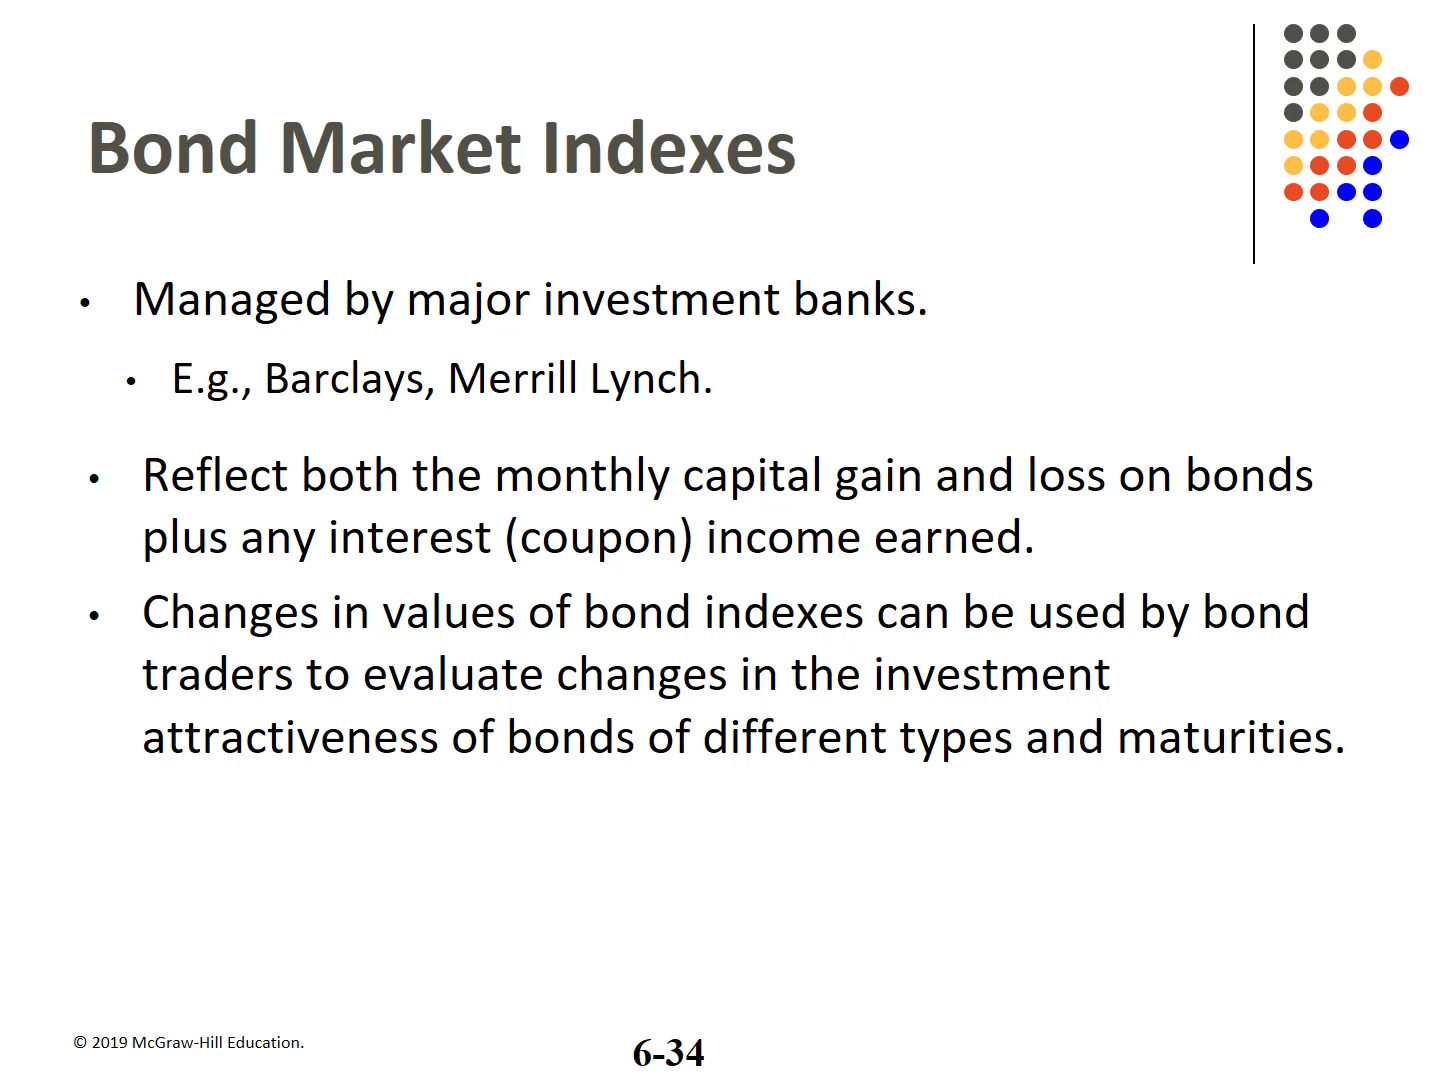 Bond Market Indexes
• Managed by major investment banks.
• E.g., Barclays, Merrill Lynch.
• Reflect both the monthly capital gain and loss on bonds
plus any interest (coupon) income earned.
• Changes in values of bond indexes can be used by bond
traders to evaluate changes in the investment
attractiveness of bonds of different types and maturities.
© 2019 McGraw-Hill Education.
6-34